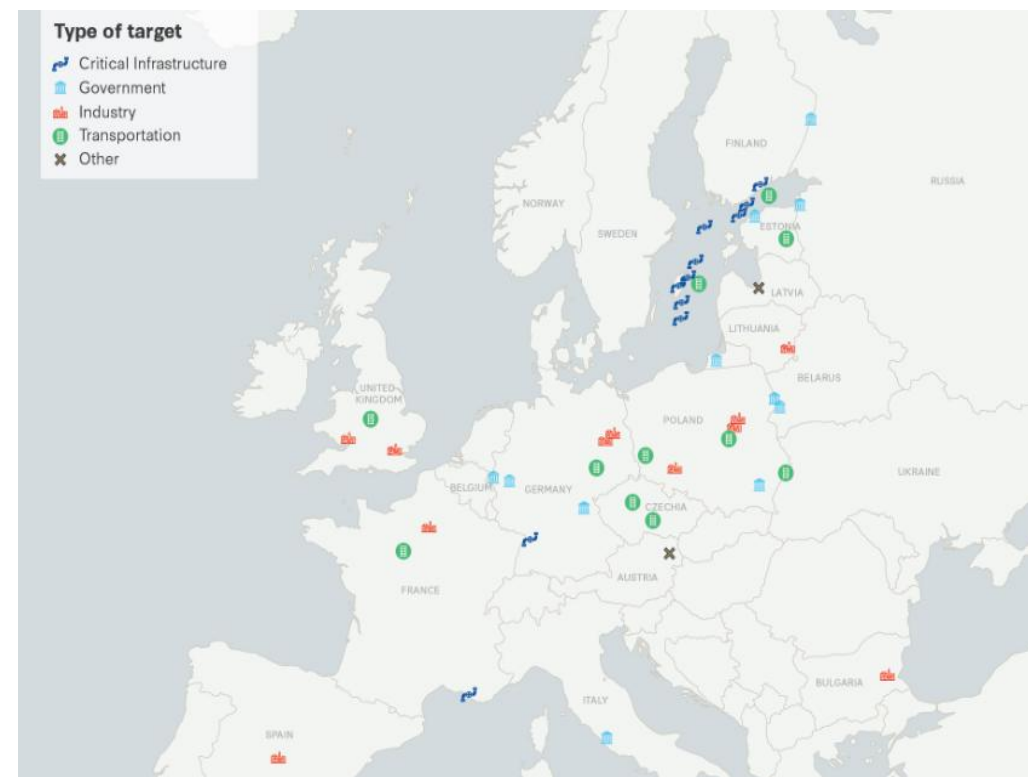 Type of target
Critical Infrastructure
Government
Industry
Transportation
Other
FINLAND
RUSSIA
NORWAY
SWEDEN
ESTONIA
LATVIA
LITHUANIA
BELARUS
UNITED
KINGDOM
POLAND
UKRAINE
BELGIUM
GERMANY
CZECHIA
AUSTRIA
FRANCE
BULGARIA
ITALY
SPAIN